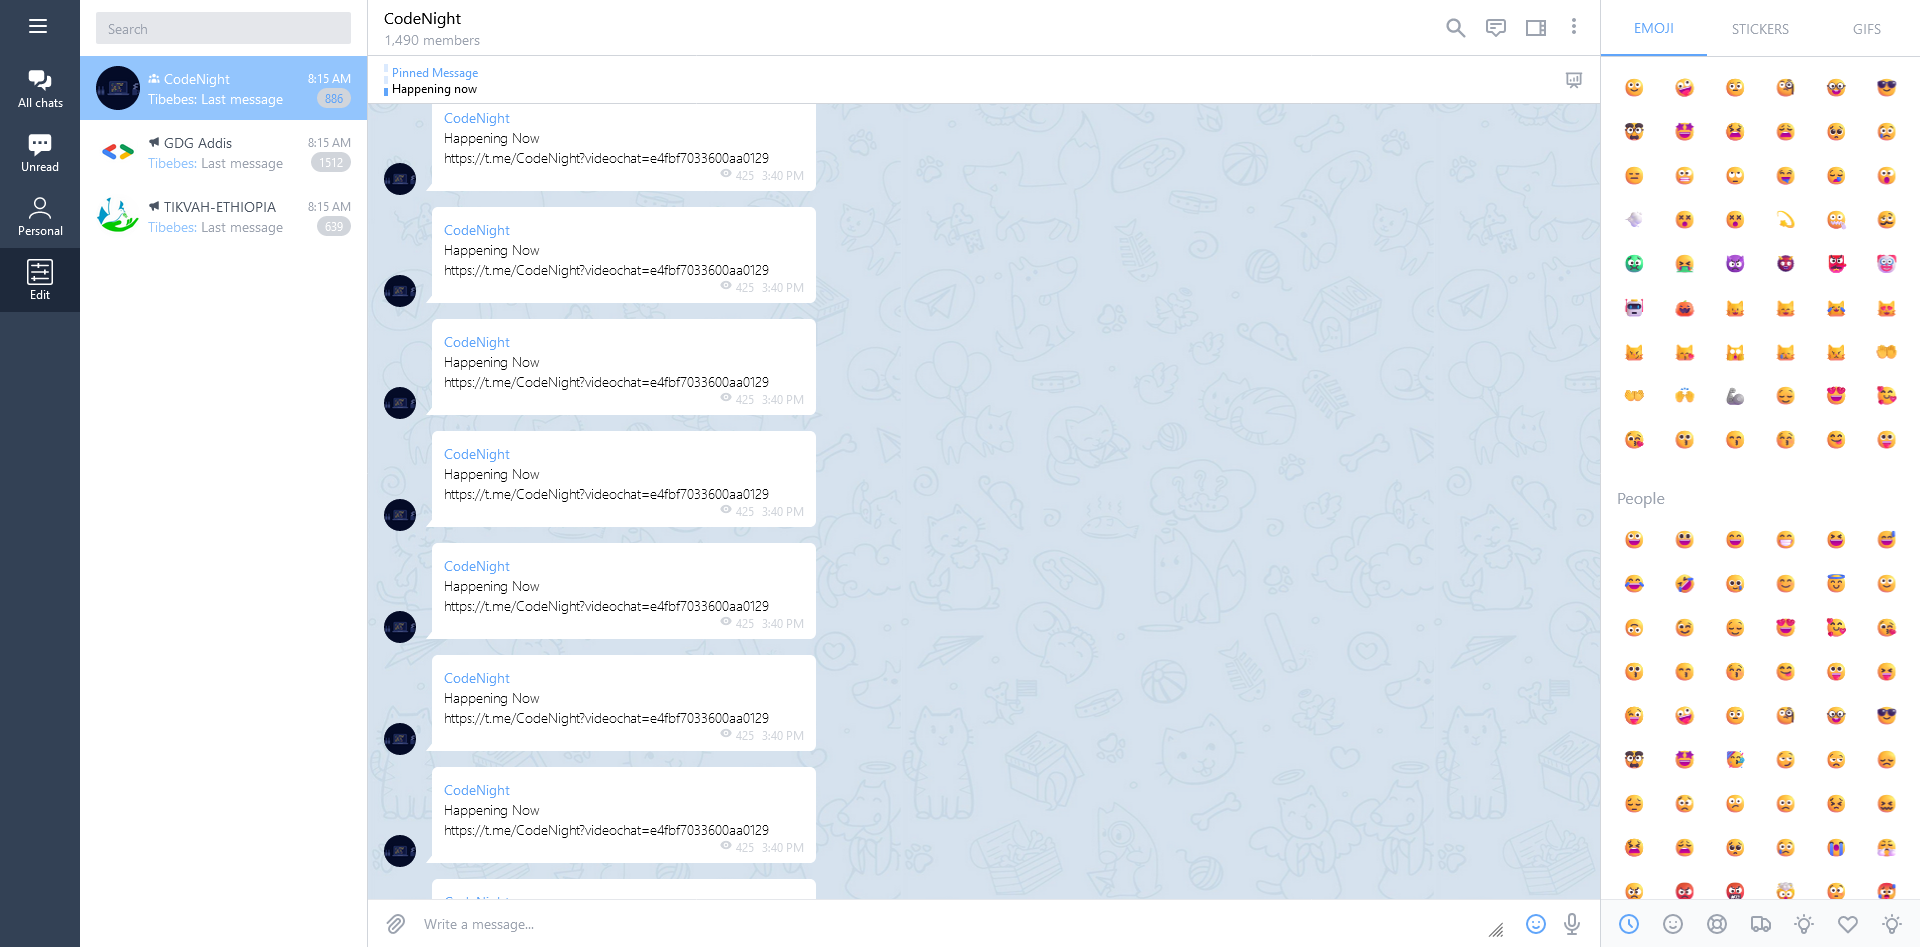 All chats
Unread
Personal
Edit
Search
CodeNight
8:15 AM
Tibebes: Last message
886
GDG Addis
8:15 AM
Tibebes: Last message
1512
TIKVAH-ETHIOPIA
8:15 AM
Tibebes: Last message
639
CodeNight
1,490 members
Pinned Message
Happening now
CodeNight
Happening Now
https://t.me/CodeNight?videochat=e4fbf7033600aa0129
425 3:40 PM
CodeNight
Happening Now
https://t.me/CodeNight?videochat=e4fbf7033600aa0129
425 3:40 PM
CodeNight
Happening Now
https://t.me/CodeNight?videochat=e4fbf7033600aa0129
425 3:40 PM
CodeNight
Happening Now
https://t.me/CodeNight?videochat=e4fbf7033600aa0129
425 3:40 PM
CodeNight
Happening Now
https://t.me/CodeNight?videochat=e4fbf7033600aa0129
425 3:40 PM
CodeNight
Happening Now
https://t.me/CodeNight?videochat=e4fbf7033600aa0129
425 3:40 PM
CodeNight
Happening Now
https://t.me/CodeNight?videochat=e4fbf7033600aa0129
425 3:40 PM
Write a message...
EMOJI
STICKERS
GIFS
People